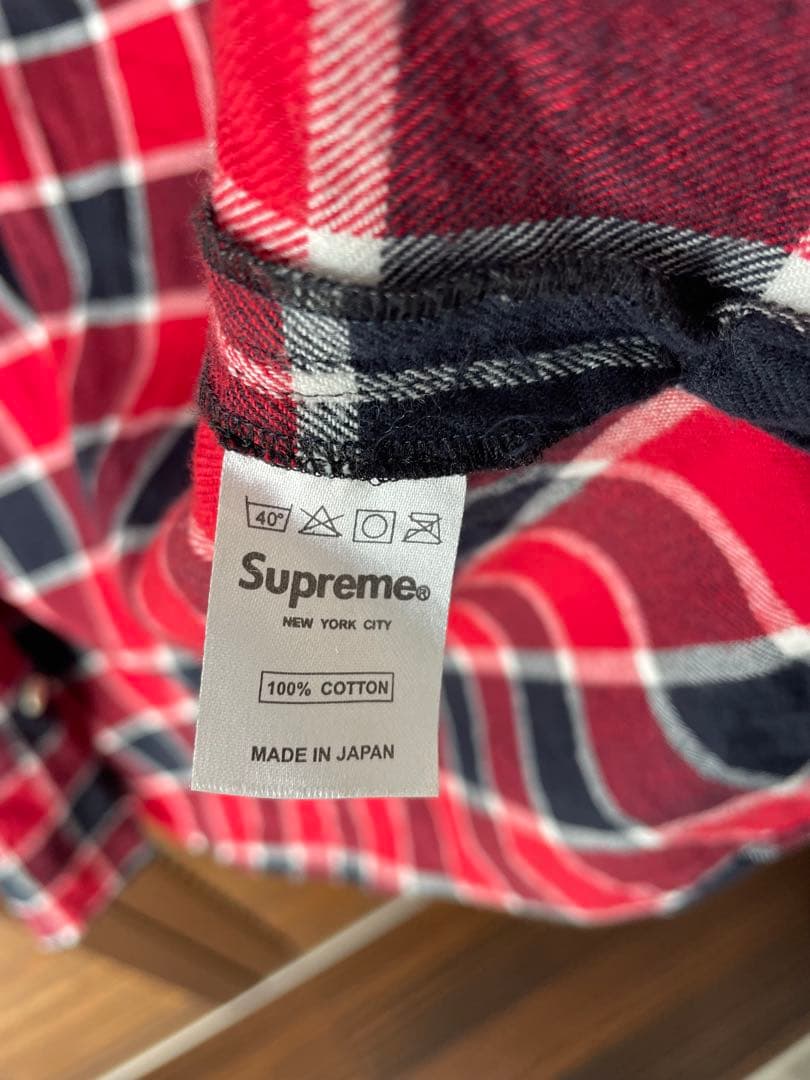 40°
Supreme®
NEW YORK CITY
100% COTTON
MADE IN JAPAN